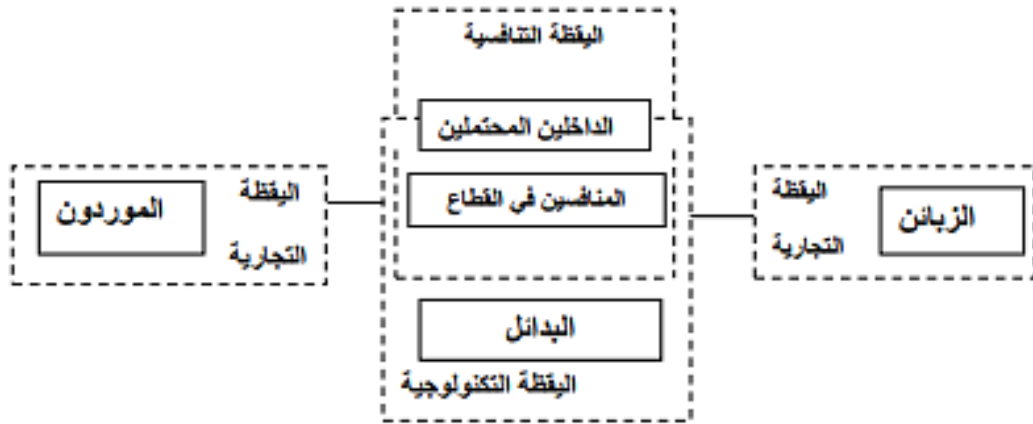 اليقظة التنافسية
الداخلين المحتملين
المنافسين في القطاع
الزبائن
اليقظة
التجارية
الموردون
اليقظة
التجارية
البدائل
اليقظة التكنولوجية